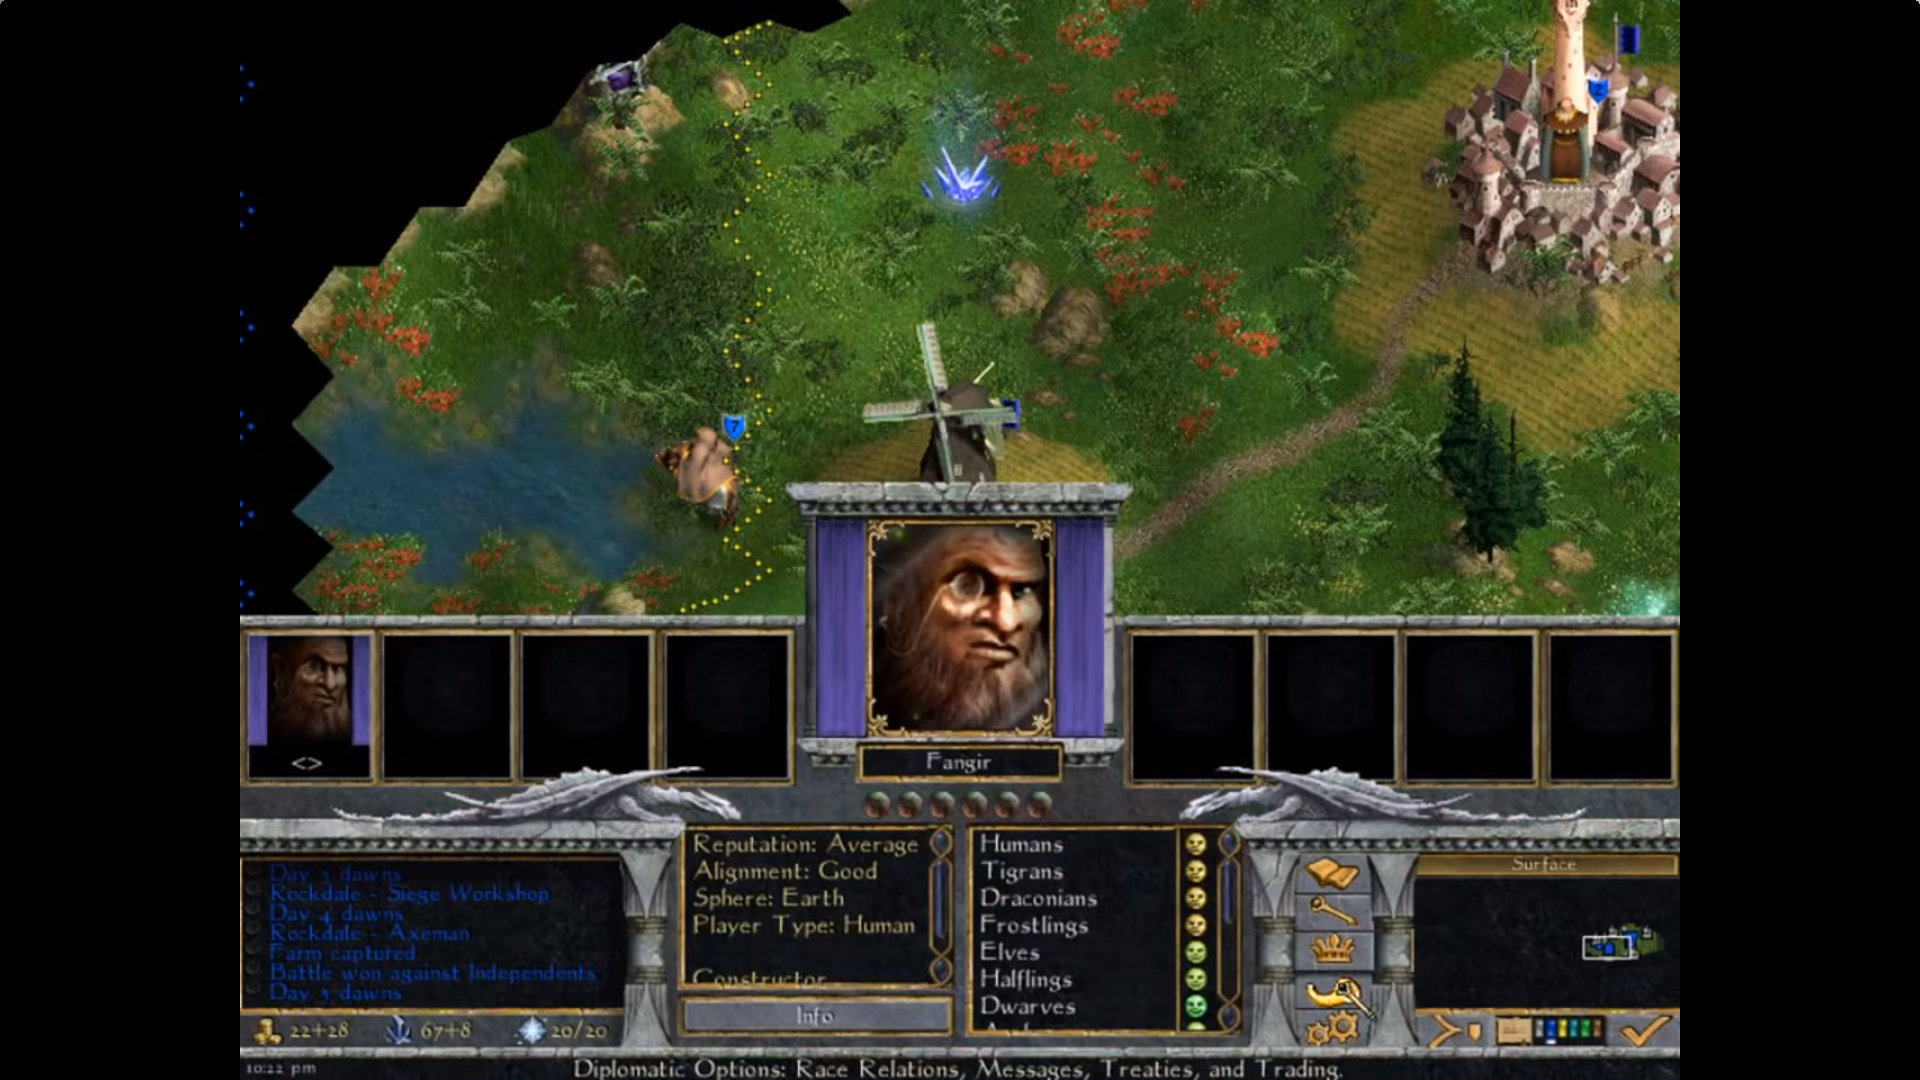 2
7
<>
Fangir
Reputation: Average
Alignment: Good
Sphere: Earth
Player Type: Human
Constructor
Info
Humans
Tigrans
Draconians
Frostlings
Elves
Halflings
Dwarves
Day 3 dawns
Rockdale - Siege Workshop
Day 4 dawns
Rockdale - Axeman
Farm captured
Battle won against Independents
Day 5 dawns
22+28 67+8 20/20
Surface
10:22 pm
Diplomatic Options: Race Relations, Messages, Treaties, and Trading.